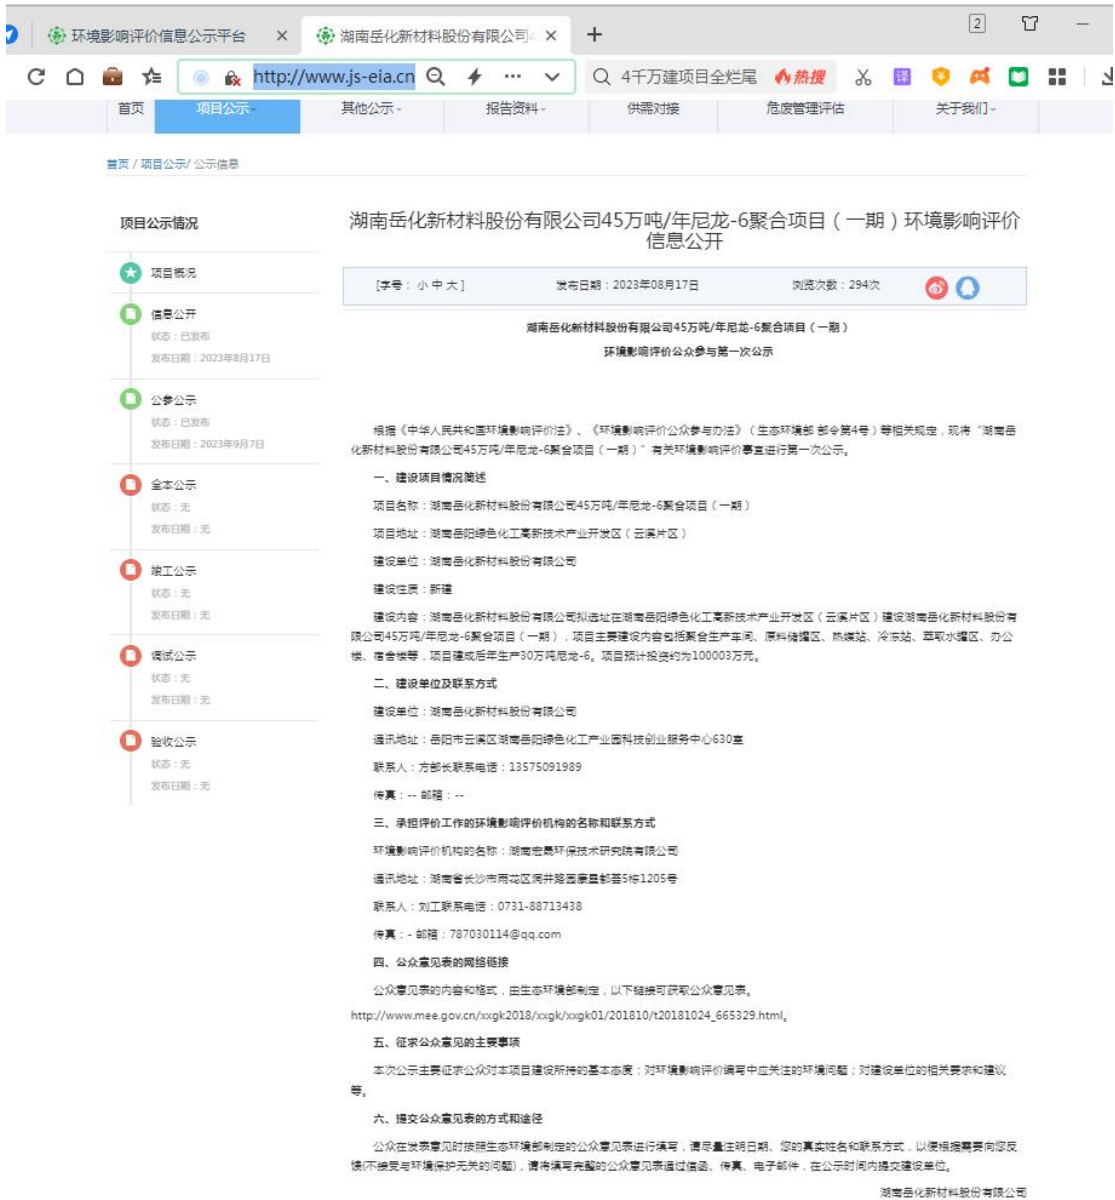 环境影响评价信息公示平台 ×
湖南岳化新材料股份有限公司 ×
+
2
http://www.js-eia.cn
4千万建项目全烂尾
热搜
译
首页 项目公示 其他公示 报告资料 供需对接 危废管理评估 关于我们
首页 / 项目公示/ 公示信息
项目公示情况
项目概况
信息公开
状态：已发布
发布日期：2023年8月17日
公参公示
状态：已发布
发布日期：2023年9月7日
全本公示
状态：无
发布日期：无
竣工公示
状态：无
发布日期：无
调试公示
状态：无
发布日期：无
验收公示
状态：无
发布日期：无
湖南岳化新材料股份有限公司45万吨/年尼龙-6聚合项目（一期）环境影响评价
信息公开
[字号：小 中 大] 发布日期：2023年08月17日 浏览次数：294次
湖南岳化新材料股份有限公司45万吨/年尼龙-6聚合项目（一期）
环境影响评价公众参与第一次公示
根据《中华人民共和国环境影响评价法》、《环境影响评价公众参与办法》（生态环境部 部令第4号）等相关规定，现将“湖南岳
化新材料股份有限公司45万吨/年尼龙-6聚合项目（一期）”有关环境影响评价事宜进行第一次公示。
一、建设项目情况简述
项目名称：湖南岳化新材料股份有限公司45万吨/年尼龙-6聚合项目（一期）
项目地址：湖南岳阳绿色化工高新技术产业开发区（云溪片区）
建设单位：湖南岳化新材料股份有限公司
建设性质：新建
建设内容：湖南岳化新材料股份有限公司拟选址在湖南岳阳绿色化工高新技术产业开发区（云溪片区）建设湖南岳化新材料股份有
限公司45万吨/年尼龙-6聚合项目（一期），项目主要建设内容包括聚合生产车间、原料储罐区、热媒站、冷冻站、萃取水罐区、办公
楼、宿舍楼等，项目建成后年生产30万吨尼龙-6。项目预计投资约为100003万元。
二、建设单位及联系方式
建设单位：湖南岳化新材料股份有限公司
通讯地址：岳阳市云溪区湖南岳阳绿色化工产业园科技创业服务中心630室
联系人：方部长联系电话：13575091989
传真：-- 邮箱：--
三、承担评价工作的环境影响评价机构的名称和联系方式
环境影响评价机构的名称：湖南宏晟环保技术研究院有限公司
通讯地址：湖南省长沙市雨花区洞井路园康星都荟5栋1205号
联系人：刘工联系电话：0731-88713438
传真：- 邮箱：787030114@qq.com
四、公众意见表的网络链接
公众意见表的内容和格式，由生态环境部制定，以下链接可获取公众意见表。
http://www.mee.gov.cn/xxgk2018/xxgk/xxgk01/201810/t20181024_665329.html。
五、征求公众意见的主要事项
本次公示主要征求公众对本项目建设所持的基本态度；对环境影响评价编写中应关注的环境问题；对建设单位的相关要求和建议
等。
六、提交公众意见表的方式和途径
公众在发表意见时按照生态环境部制定的公众意见表进行填写，请尽量注明日期、您的真实姓名和联系方式，以便根据需要向您反
馈(不接受与环境保护无关的问题)，请将填写完整的公众意见表通过信函、传真、电子邮件，在公示时间内提交建设单位。
湖南岳化新材料股份有限公司